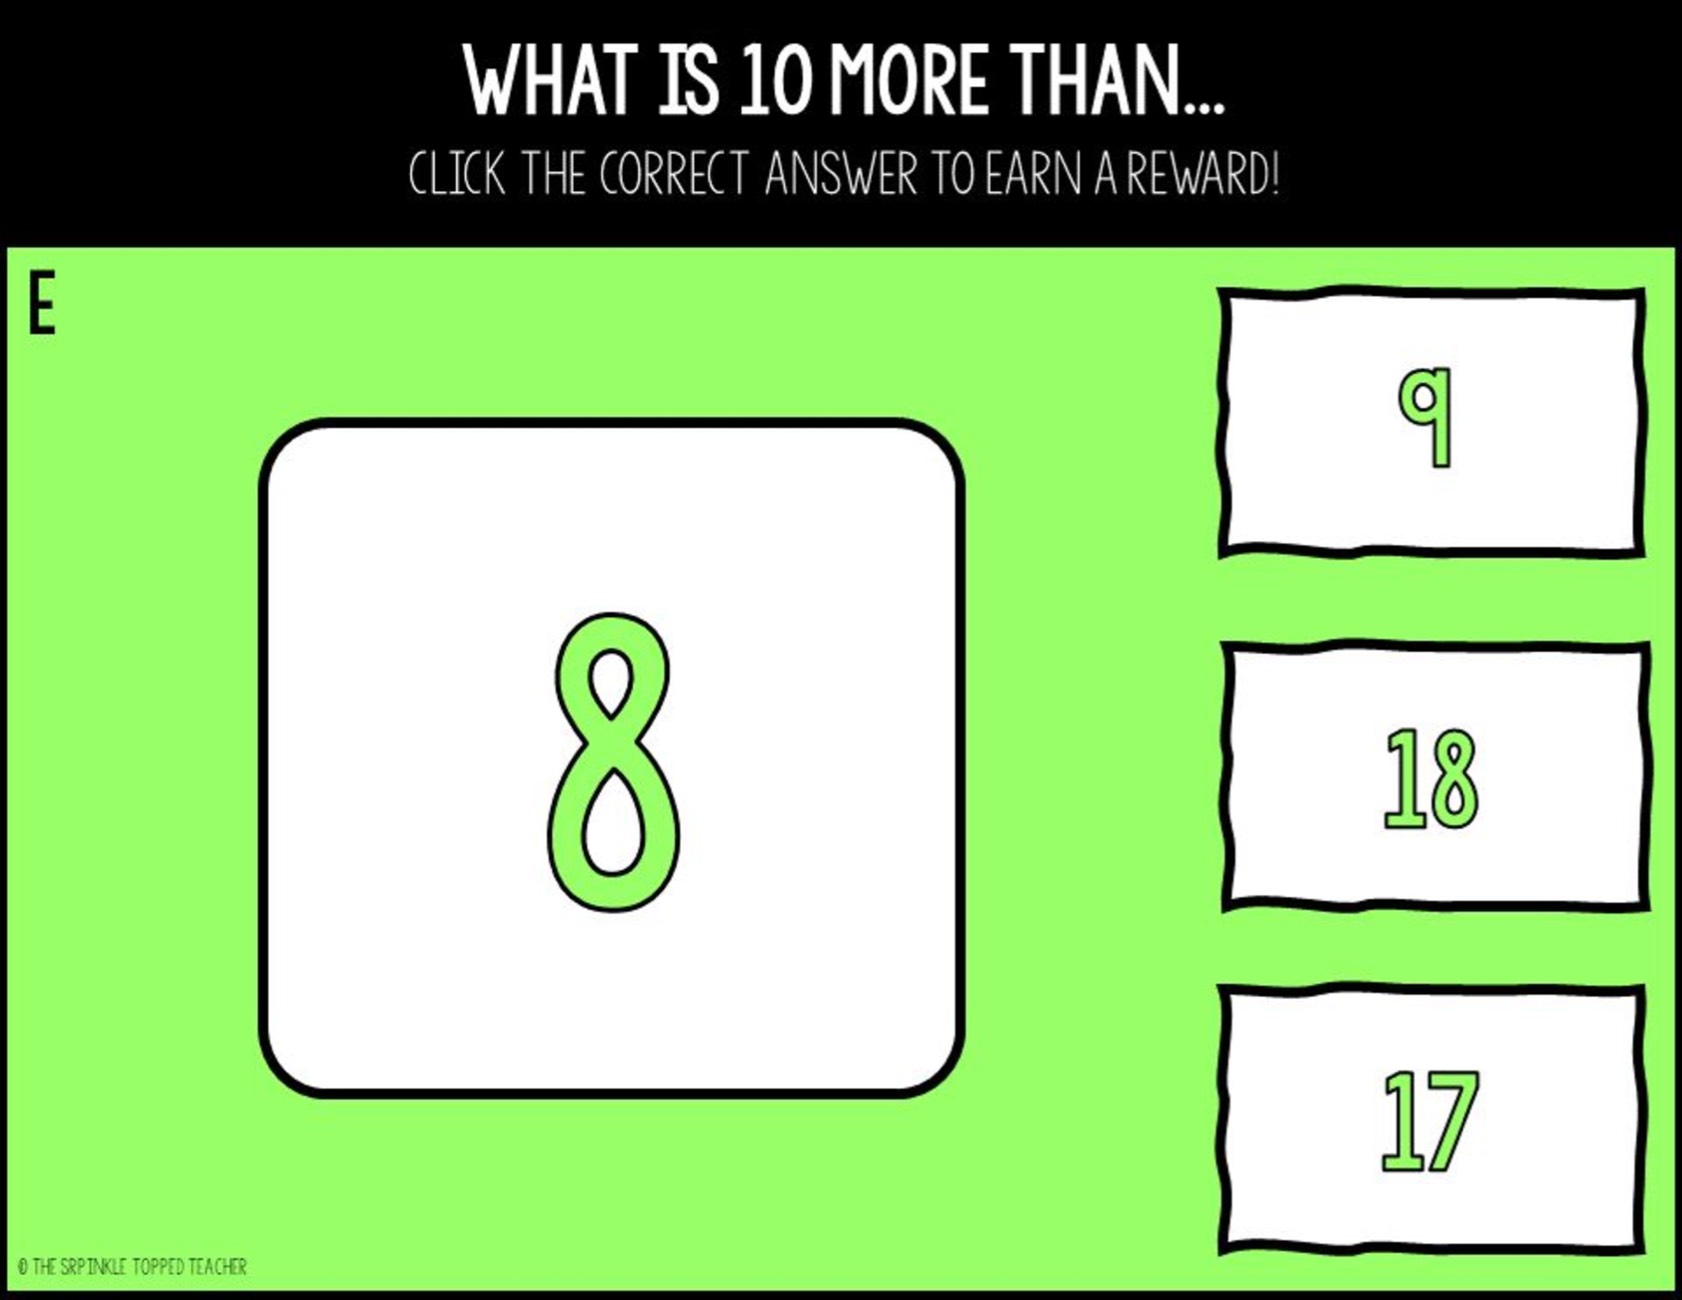 WHAT IS 10 MORE THAN...
CLICK THE CORRECT ANSWER TO EARN A REWARD!
E
8
9
18
17
© THE SRPINKLE TOPPED TEACHER